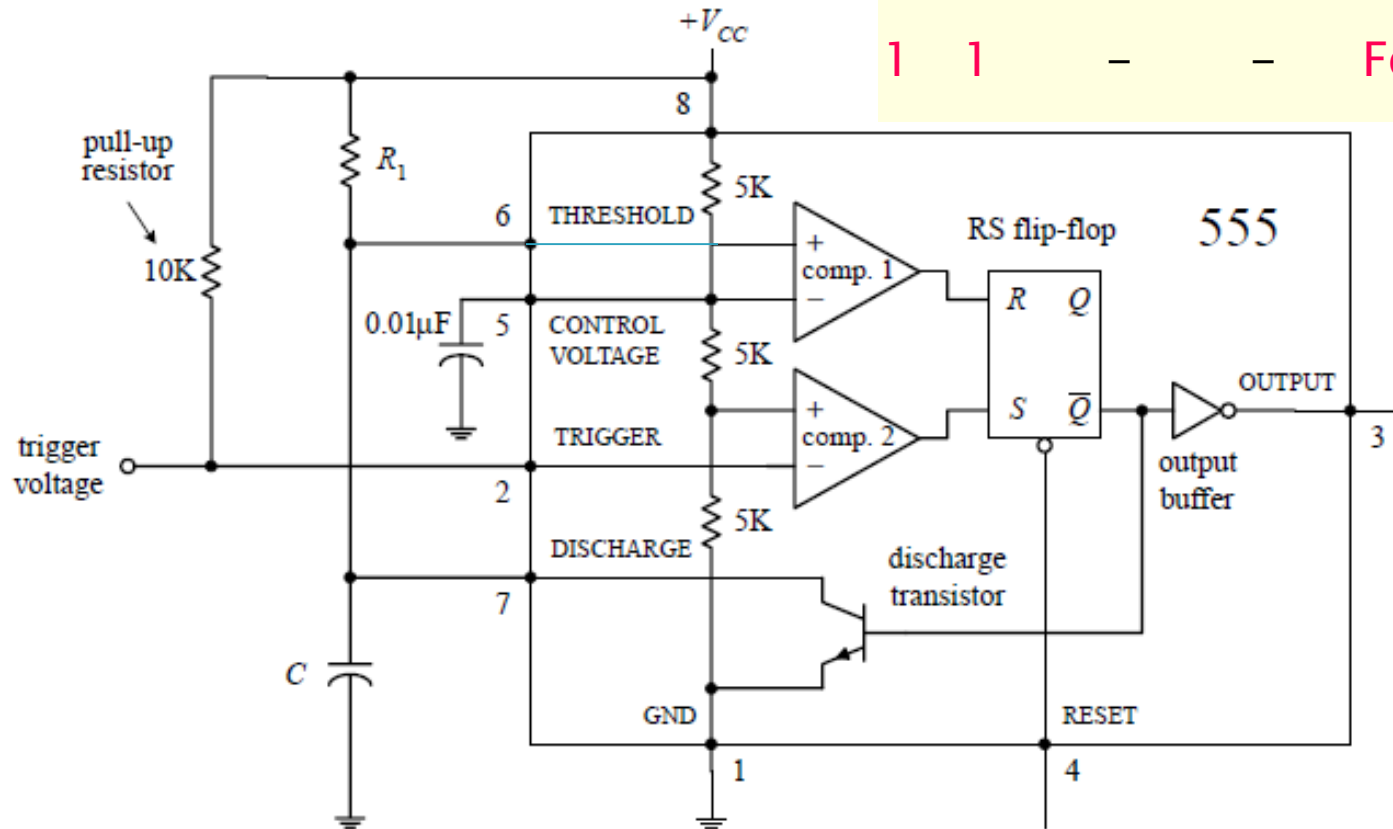 +V_CC
1 1 – –
8
pull-up
resistor
R₁
5K
6
THRESHOLD
RS flip-flop
555
10K
+
comp. 1
–
R Q
0.01μF
5
CONTROL
VOLTAGE
5K
+
comp. 2
–
S Q̅
OUTPUT
3
TRIGGER
trigger
voltage
2
output
buffer
5K
DISCHARGE
7
discharge
transistor
C
GND
RESET
1
4